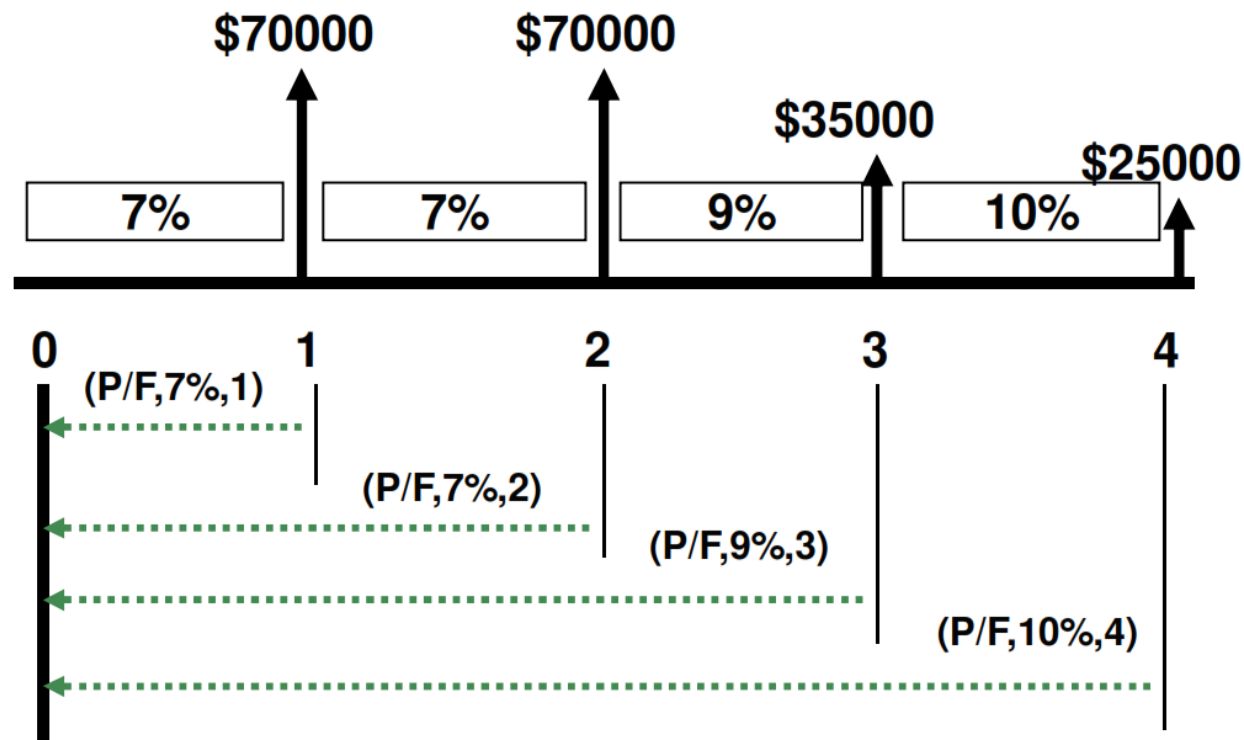 $70000 $70000
$35000
$25000
7% 7% 9% 10%
0 1 2 3 4
(P/F,7%,1)
(P/F,7%,2)
(P/F,9%,3)
(P/F,10%,4)